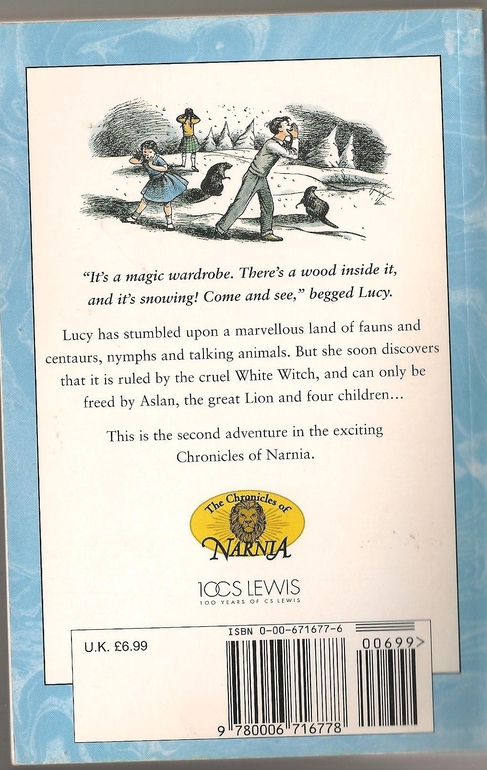 “It’s a magic wardrobe. There’s a wood inside it,
and it’s snowing! Come and see,” begged Lucy.
Lucy has stumbled upon a marvellous land of fauns and
centaurs, nymphs and talking animals. But she soon discovers
that it is ruled by the cruel White Witch, and can only be
freed by Aslan, the great Lion and four children…
This is the second adventure in the exciting
Chronicles of Narnia.
The Chronicles of
NARNIA
100CS LEWIS
100 YEARS OF CS LEWIS
U.K. £6.99
ISBN 0-00-671677-6
00699>
9 780006 716778